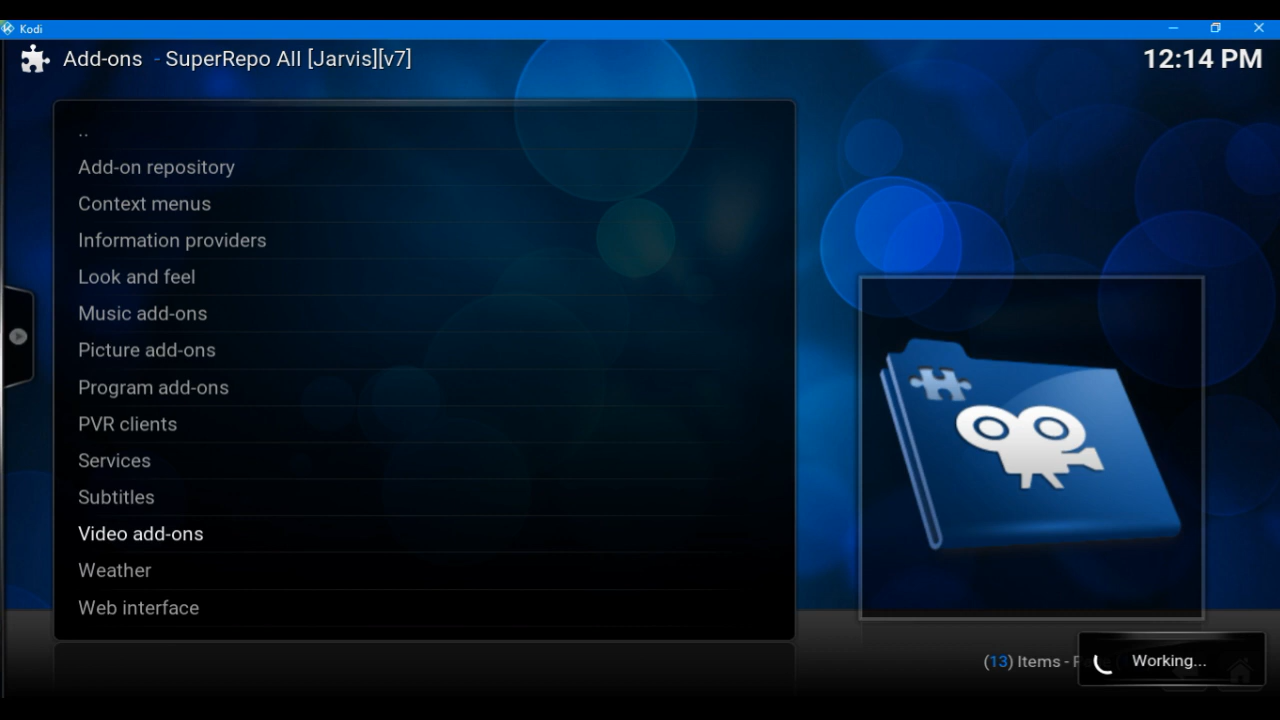 Kodi
Add-ons - SuperRepo All [Jarvis][v7]
12:14 PM
..
Add-on repository
Context menus
Information providers
Look and feel
Music add-ons
Picture add-ons
Program add-ons
PVR clients
Services
Subtitles
Video add-ons
Weather
Web interface
(13) Items -
Working...